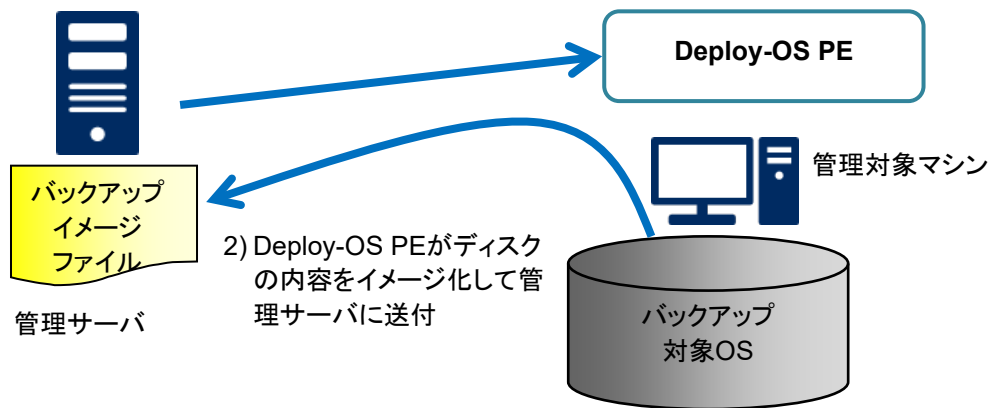 Deploy-OS PE
管理対象マシン
バックアップ
イメージ
ファイル
管理サーバ
2) Deploy-OS PEがディスク
の内容をイメージ化して管
理サーバに送付
バックアップ
対象OS